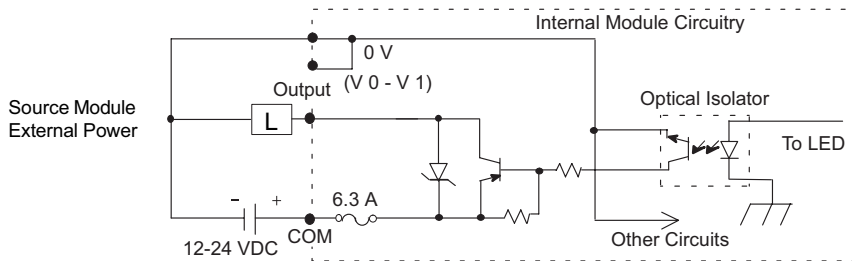 Internal Module Circuitry
0 V
(V 0 - V 1)
Output
Source Module
External Power
L
Optical Isolator
To LED
- +
6.3 A
COM
12-24 VDC
Other Circuits